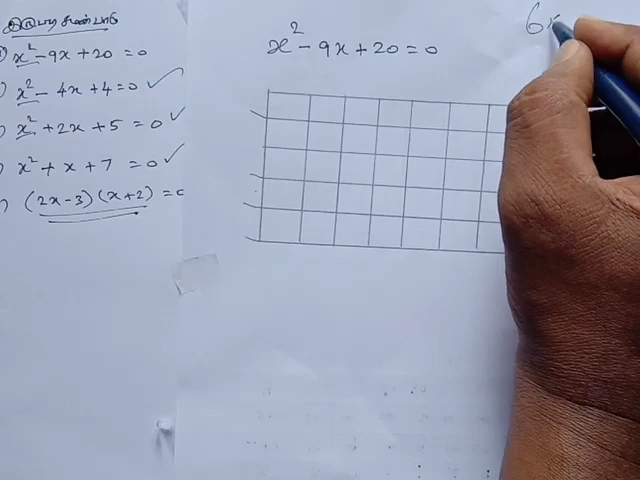 x² - 9x + 20 = 0
x² - 4x + 4 = 0 ✓
x² + 2x + 5 = 0 ✓
x² + x + 7 = 0 ✓
(2x - 3)(x + 2) = 0
x² - 9x + 20 = 0